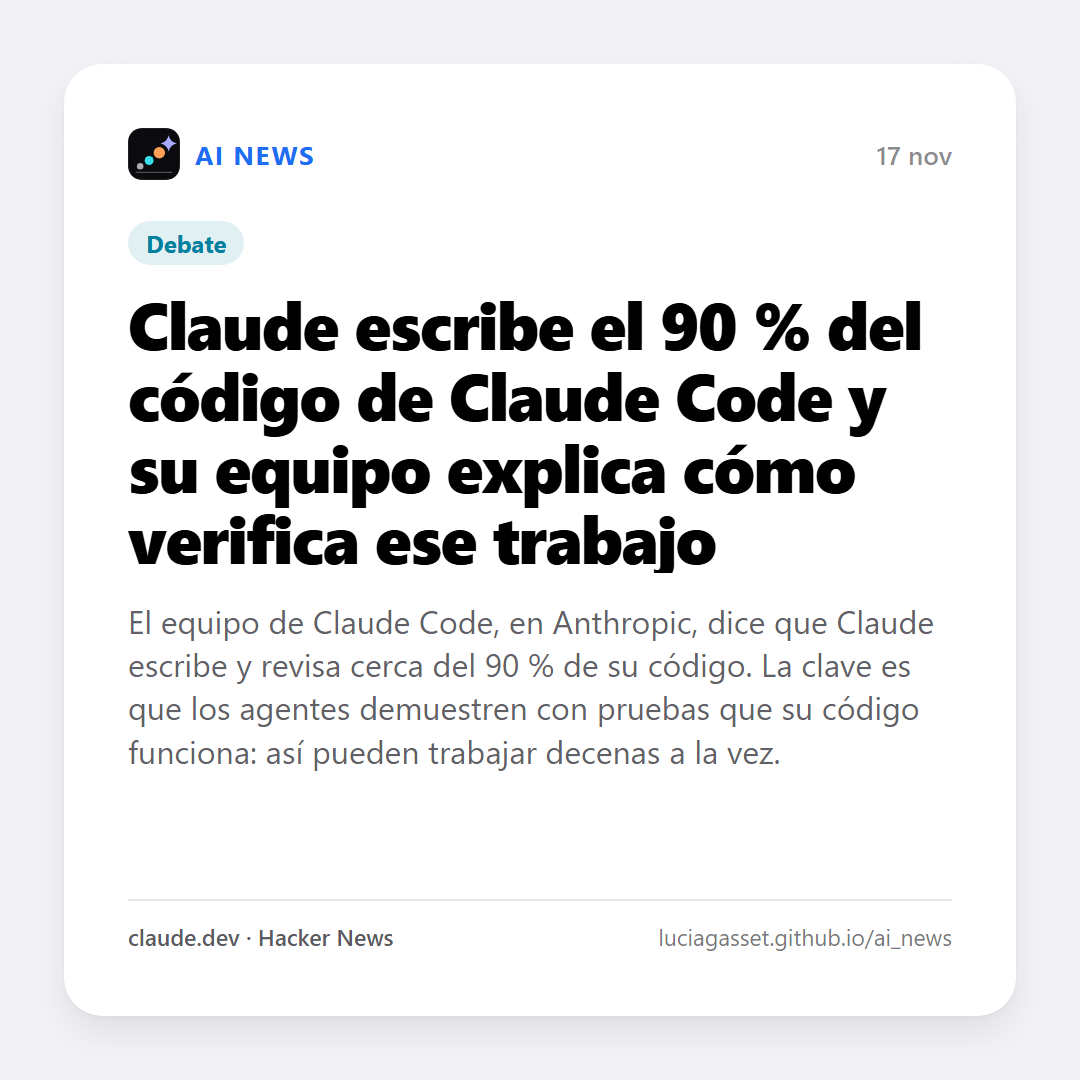 AI NEWS
17 nov
Debate
Claude escribe el 90 % del
código de Claude Code y
su equipo explica cómo
verifica ese trabajo
El equipo de Claude Code, en Anthropic, dice que Claude
escribe y revisa cerca del 90 % de su código. La clave es
que los agentes demuestren con pruebas que su código
funciona: así pueden trabajar decenas a la vez.
claude.dev · Hacker News
luciagasset.github.io/ai_news